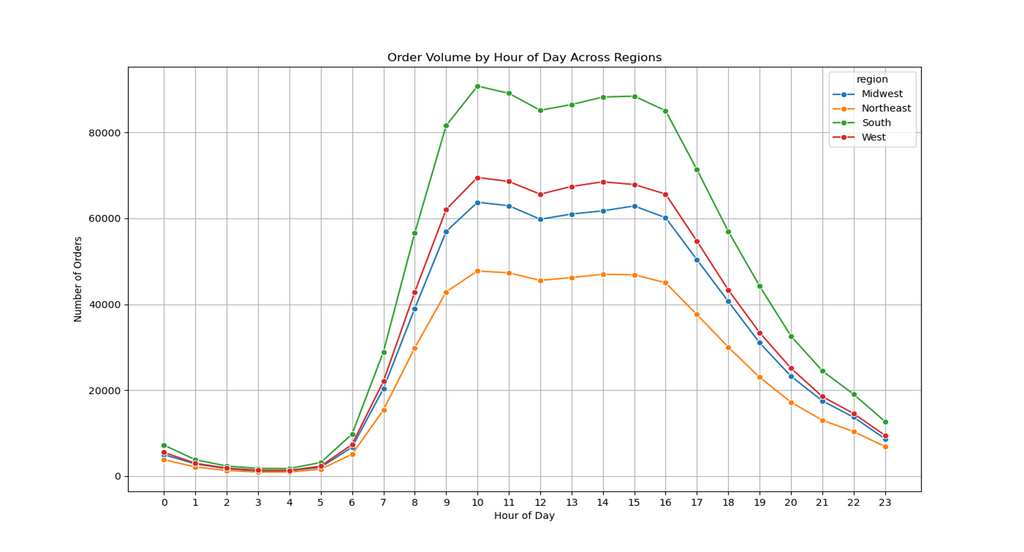 Order Volume by Hour of Day Across Regions
region
Midwest
Northeast
South
West
Number of Orders
80000
60000
40000
20000
0
0 1 2 3 4 5 6 7 8 9 10 11 12 13 14 15 16 17 18 19 20 21 22 23
Hour of Day